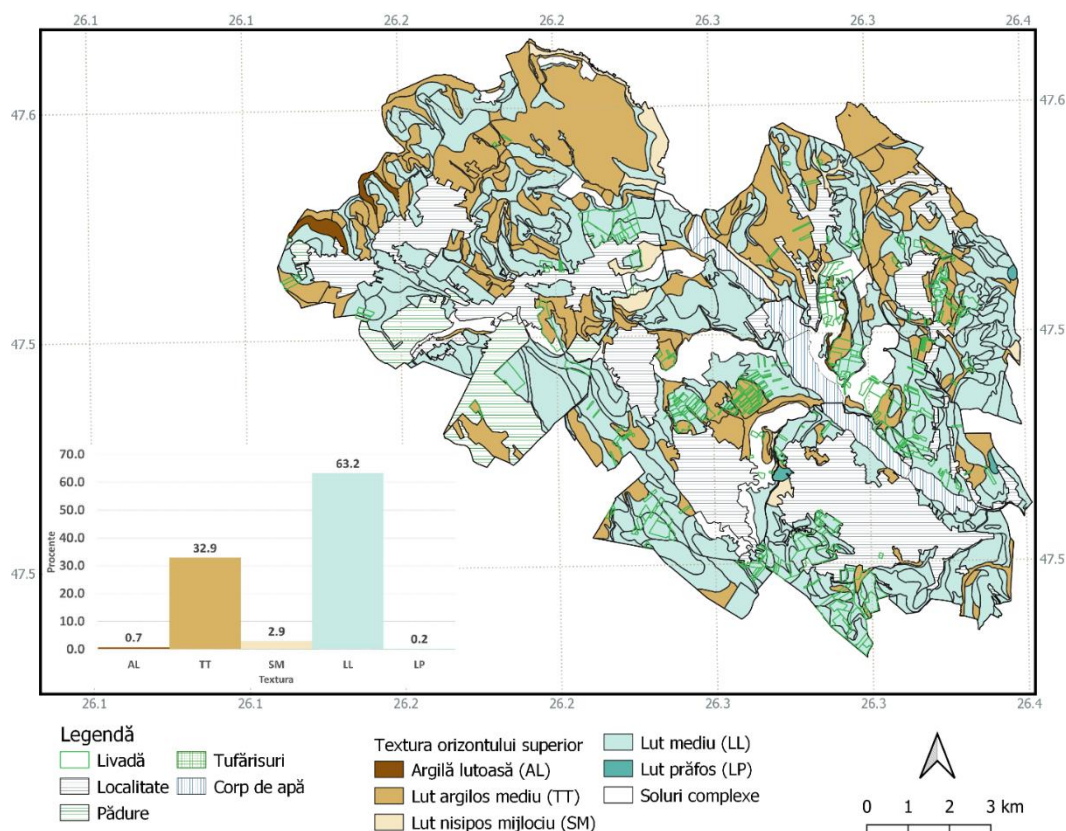 26.1 26.1 26.2 26.2 26.3 26.3 26.4
47.6 47.6
47.5 47.5
47.5 47.5
70.0
60.0
50.0
40.0
30.0
20.0
10.0
0.0
Procente
0.7 32.9 2.9 63.2 0.2
AL TT SM LL LP
Textura
26.1 26.1 26.2 26.2 26.3 26.3 26.4
Legendă
Livadă
Localitate
Pădure
Tufărisuri
Corp de apă
Textura orizontului superior
Argilă lutoasă (AL)
Lut argilos mediu (TT)
Lut nisipos mijlociu (SM)
Lut mediu (LL)
Lut prăfos (LP)
Soluri complexe
0 1 2 3 km